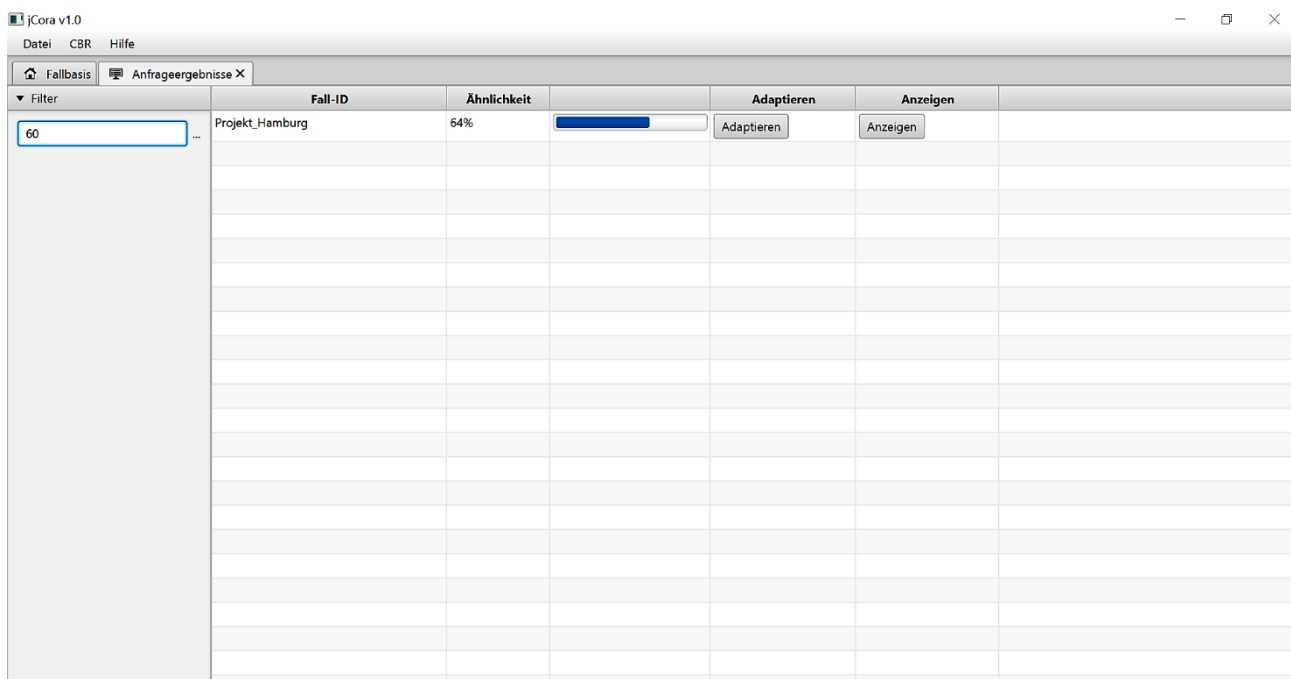 jCora v1.0
Datei CBR Hilfe
Fallbasis Anfrageergebnisse X
Filter Fall-ID Ähnlichkeit Adaptieren Anzeigen
60 ... Projekt_Hamburg 64% Adaptieren Anzeigen